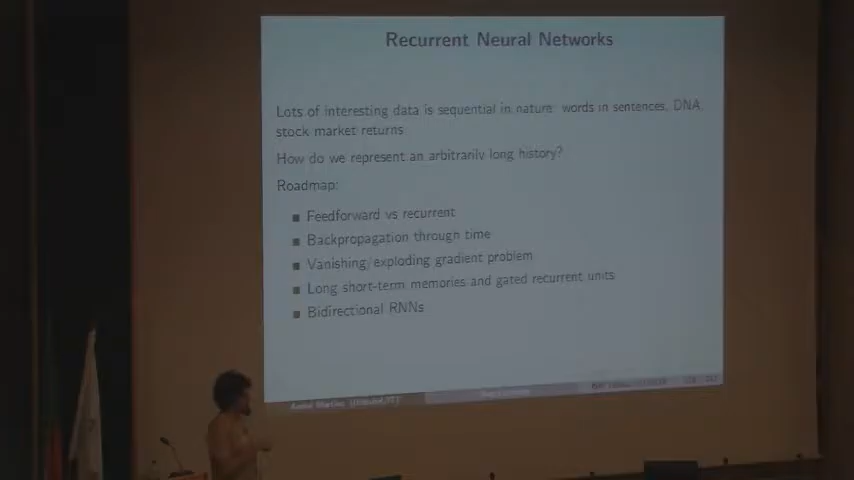 Recurrent Neural Networks
Lots of interesting data is sequential in nature: words in sentences, DNA,
stock market returns
How do we represent an arbitrarily long history?
Roadmap:
Feedforward vs recurrent
Backpropagation through time
Vanishing/exploding gradient problem
Long short-term memories and gated recurrent units
Bidirectional RNNs